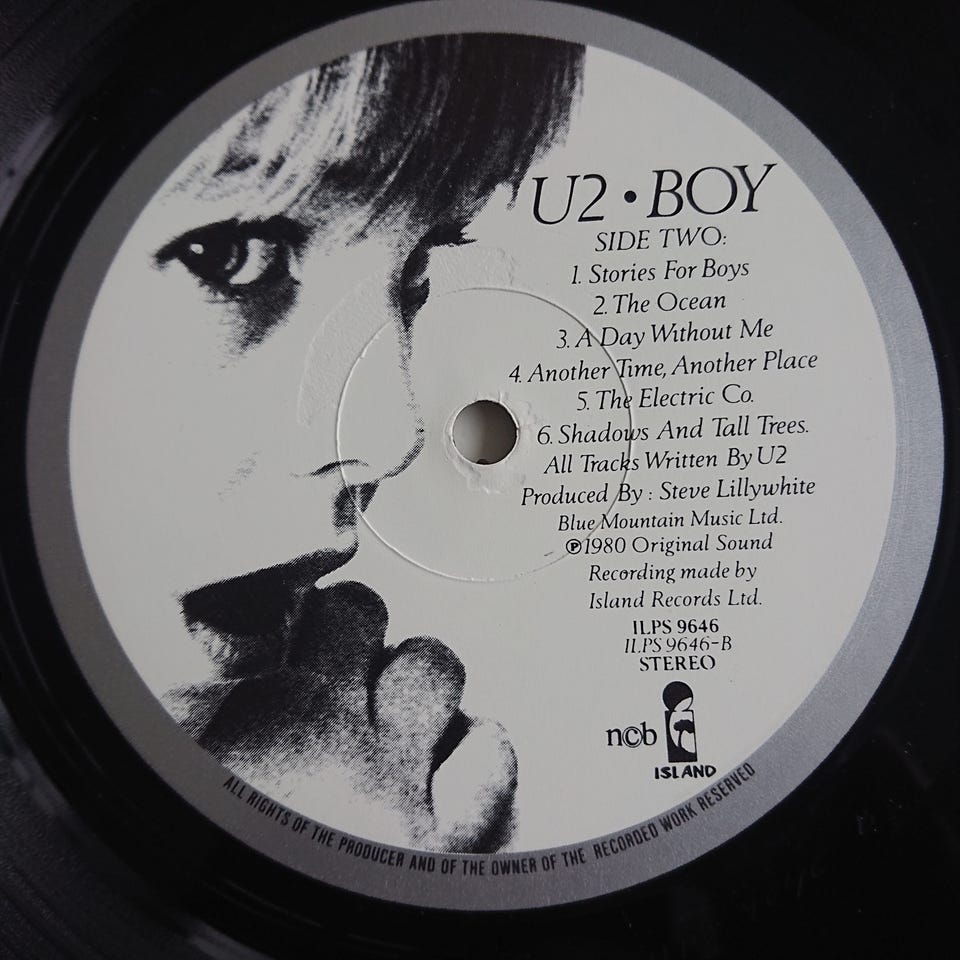 U2 • BOY
SIDE TWO:
1. Stories For Boys
2. The Ocean
3. A Day Without Me
4. Another Time, Another Place
5. The Electric Co.
6. Shadows And Tall Trees.
All Tracks Written By U2
Produced By : Steve Lillywhite
Blue Mountain Music Ltd.
℗1980 Original Sound
Recording made by
Island Records Ltd.
ILPS 9646
ILPS 9646-B
STEREO
ncb
ISLAND
ALL RIGHTS OF THE PRODUCER AND OF THE OWNER OF THE RECORDED WORK RESERVED